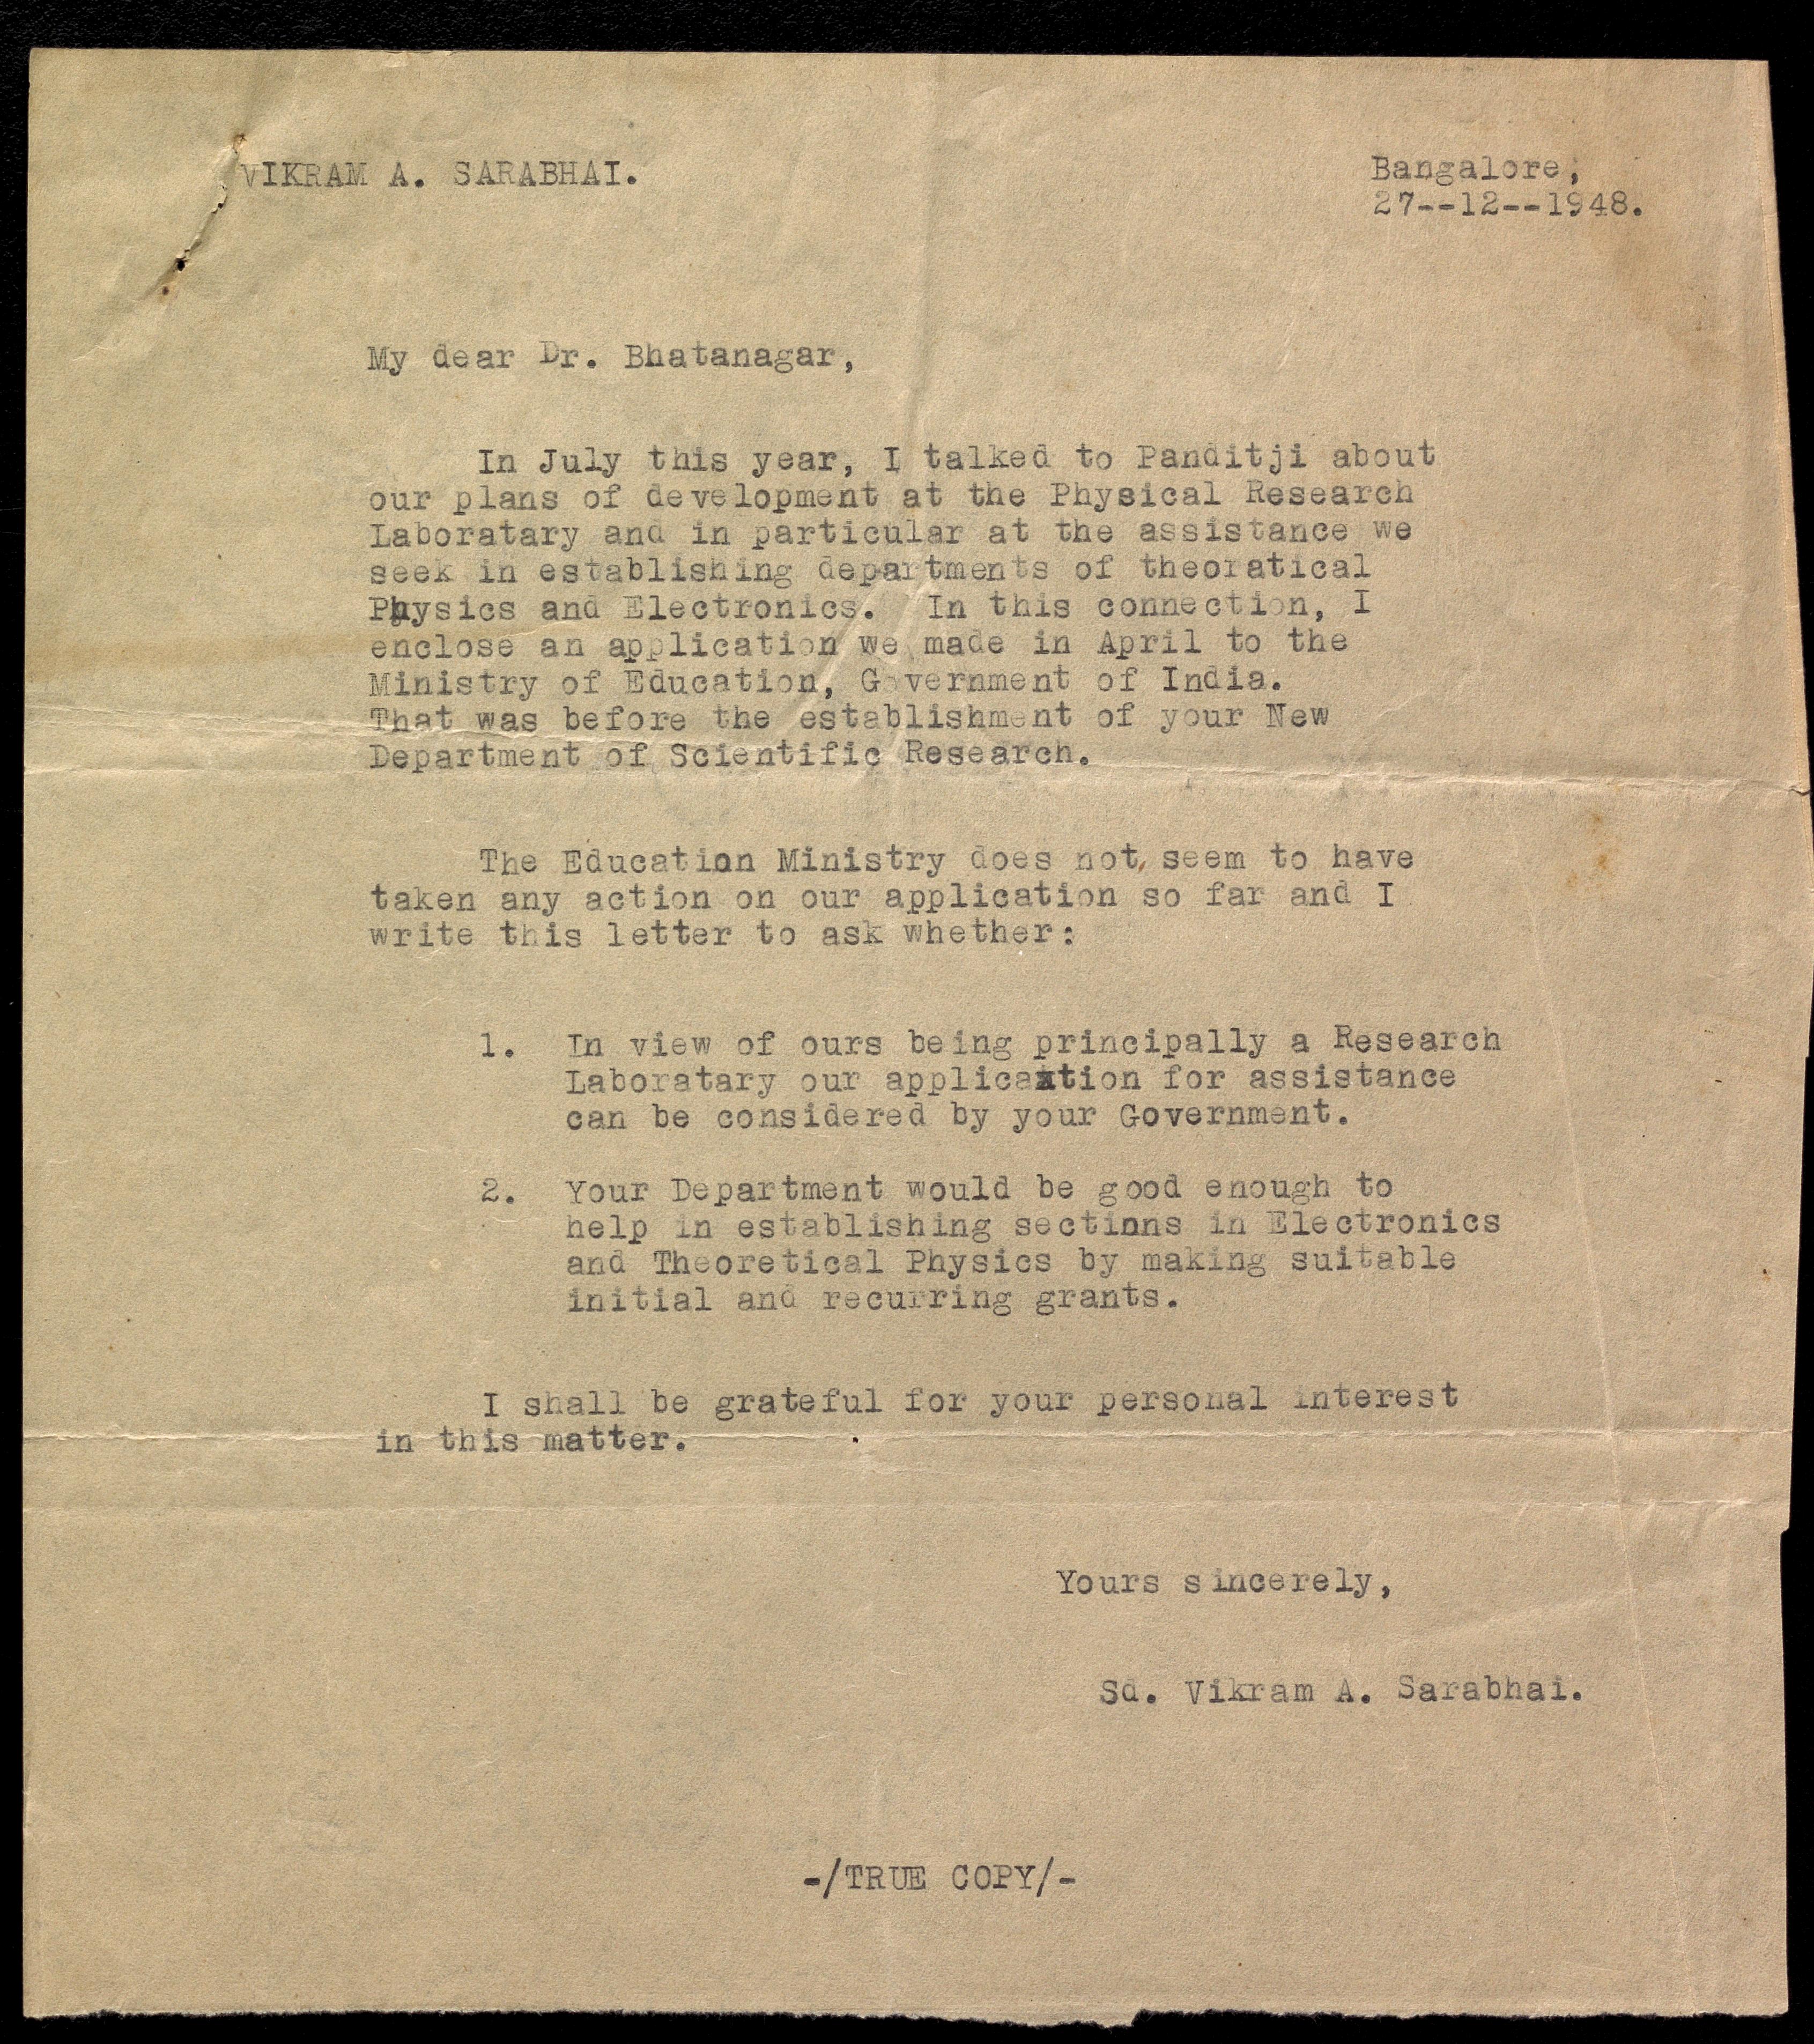 VIKRAM A. SARABHAI.
Bangalore,
27--12--1948.
My dear Dr. Bhatanagar,
In July this year, I talked to Panditji about
our plans of development at the Physical Research
Laboratary and in particular at the assistance we
seek in establishing departments of theoratical
Physics and Electronics. In this connection, I
enclose an application we made in April to the
Ministry of Education, Government of India.
That was before the establishment of your New
Department of Scientific Research.
The Education Ministry does not, seem to have
taken any action on our application so far and I
write this letter to ask whether:
1. In view of ours being principally a Research
Laboratary our application for assistance
can be considered by your Government.
2. Your Department would be good enough to
help in establishing sections in Electronics
and Theoretical Physics by making suitable
initial and recurring grants.
I shall be grateful for your personal interest
in this matter.
Yours sincerely,
Sd. Vikram A. Sarabhai.
-/TRUE COPY/-